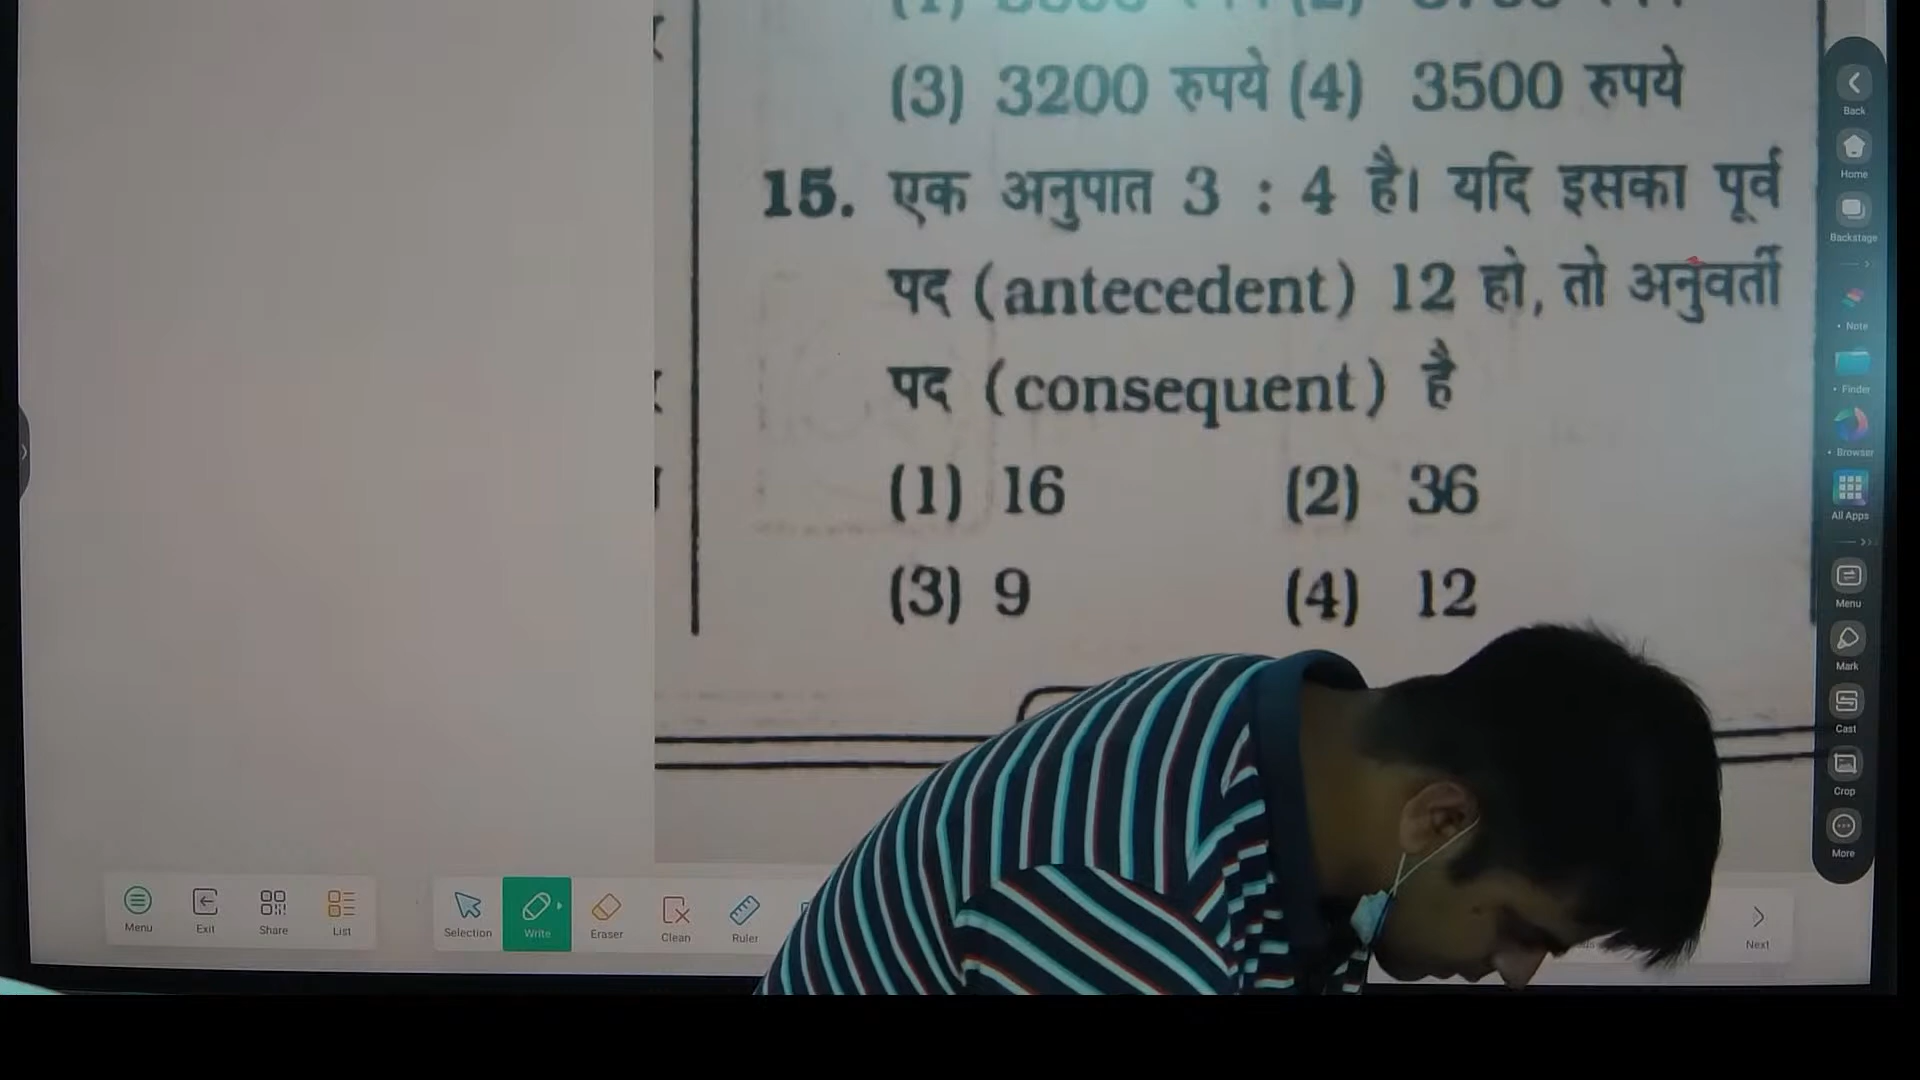 (3) 3200 रुपये (4) 3500 रुपये
15. एक अनुपात 3 : 4 है। यदि इसका पूर्व
पद (antecedent) 12 हो, तो अनुवर्ती
पद (consequent) है
(1) 16 (2) 36
(3) 9 (4) 12
Back
Home
Backstage
Note
Finder
Browser
All Apps
Menu
Mark
Cast
Crop
More
Menu Exit Share List Selection Write Eraser Clean Ruler Next